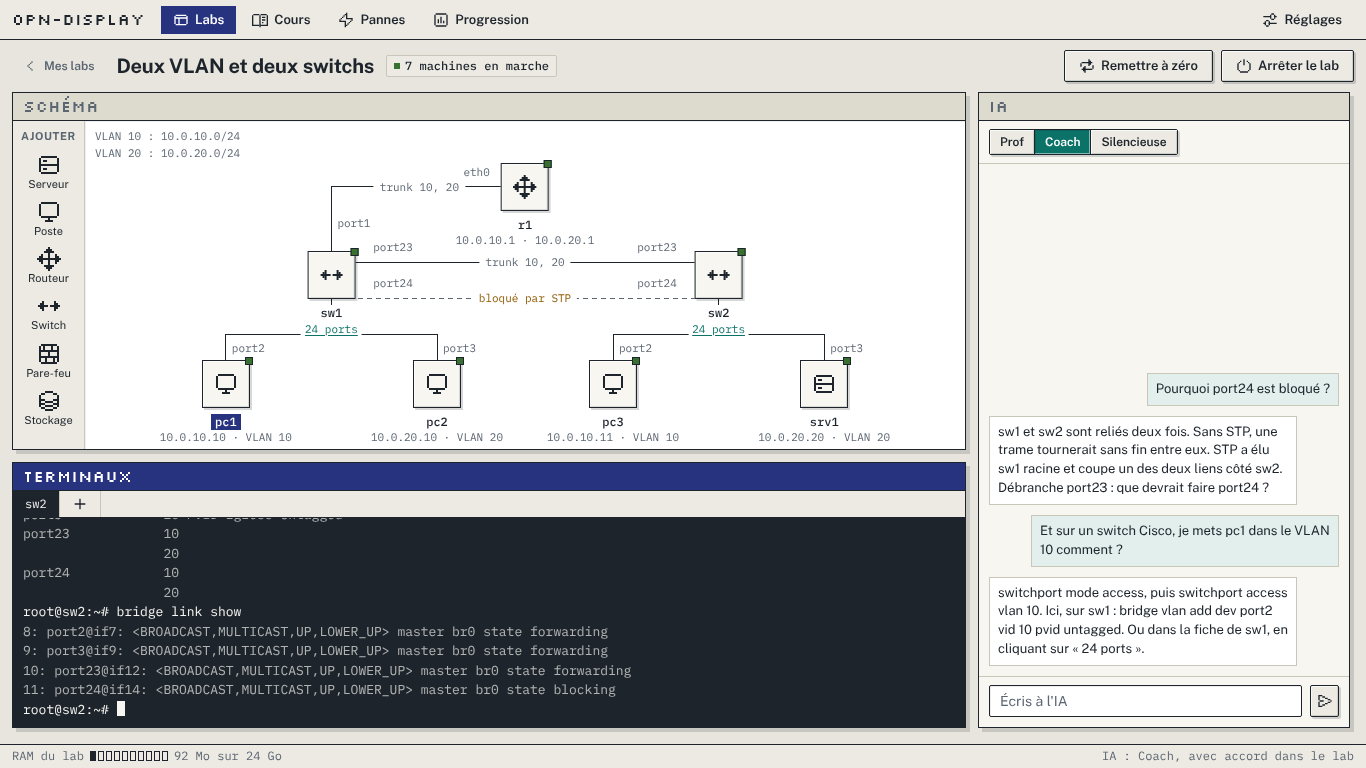 OPN-DISPLAY
Labs
Cours
Pannes
Progression
Réglages
Mes labs
Deux VLAN et deux switchs
7 machines en marche
Remettre à zéro
Arrêter le lab
SCHÉMA
AJOUTER
Serveur
Poste
Routeur
Switch
Pare-feu
Stockage
VLAN 10 : 10.0.10.0/24
VLAN 20 : 10.0.20.0/24
eth0
trunk 10, 20
port1
r1
10.0.10.1 · 10.0.20.1
port23
port23
trunk 10, 20
port24
port24
bloqué par STP
sw1
sw2
24 ports
24 ports
port2
port3
port2
port3
pc1
pc2
pc3
srv1
10.0.10.10 · VLAN 10
10.0.20.10 · VLAN 20
10.0.10.11 · VLAN 10
10.0.20.20 · VLAN 20
TERMINAUX
sw2
port23 10
20
port24 10
20
root@sw2:~# bridge link show
8: port2@if7: <BROADCAST,MULTICAST,UP,LOWER_UP> master br0 state forwarding
9: port3@if9: <BROADCAST,MULTICAST,UP,LOWER_UP> master br0 state forwarding
10: port23@if12: <BROADCAST,MULTICAST,UP,LOWER_UP> master br0 state forwarding
11: port24@if14: <BROADCAST,MULTICAST,UP,LOWER_UP> master br0 state blocking
root@sw2:~#
IA
Prof
Coach
Silencieuse
Pourquoi port24 est bloqué ?
sw1 et sw2 sont reliés deux fois. Sans STP, une
trame tournerait sans fin entre eux. STP a élu
sw1 racine et coupe un des deux liens côté sw2.
Débranche port23 : que devrait faire port24 ?
Et sur un switch Cisco, je mets pc1 dans le VLAN
10 comment ?
switchport mode access, puis switchport access
vlan 10. Ici, sur sw1 : bridge vlan add dev port2
vid 10 pvid untagged. Ou dans la fiche de sw1, en
cliquant sur « 24 ports ».
Écris à l'IA
RAM du lab
92 Mo sur 24 Go
IA : Coach, avec accord dans le lab